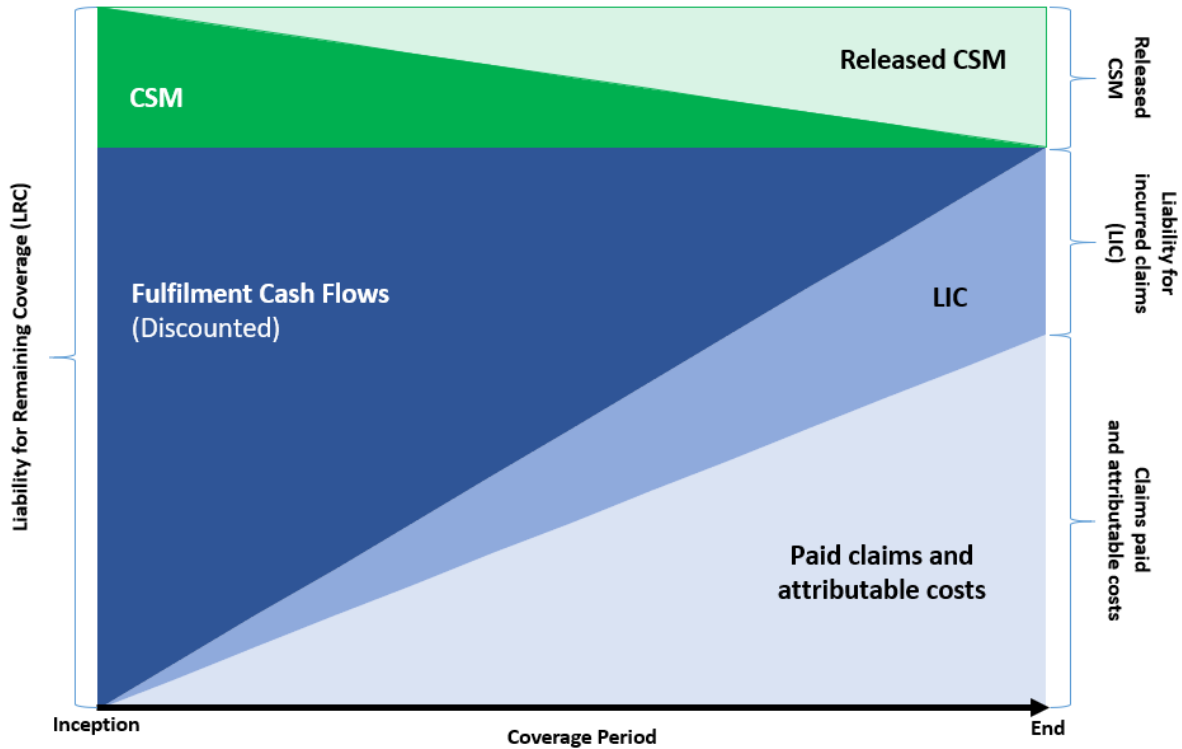 Liability for Remaining Coverage (LRC)
CSM
Released CSM
Fulfilment Cash Flows
(Discounted)
LIC
Paid claims and
attributable costs
Released
CSM
Liability for
incurred claims
(LIC)
Claims paid
and attributable costs
Inception
Coverage Period
End